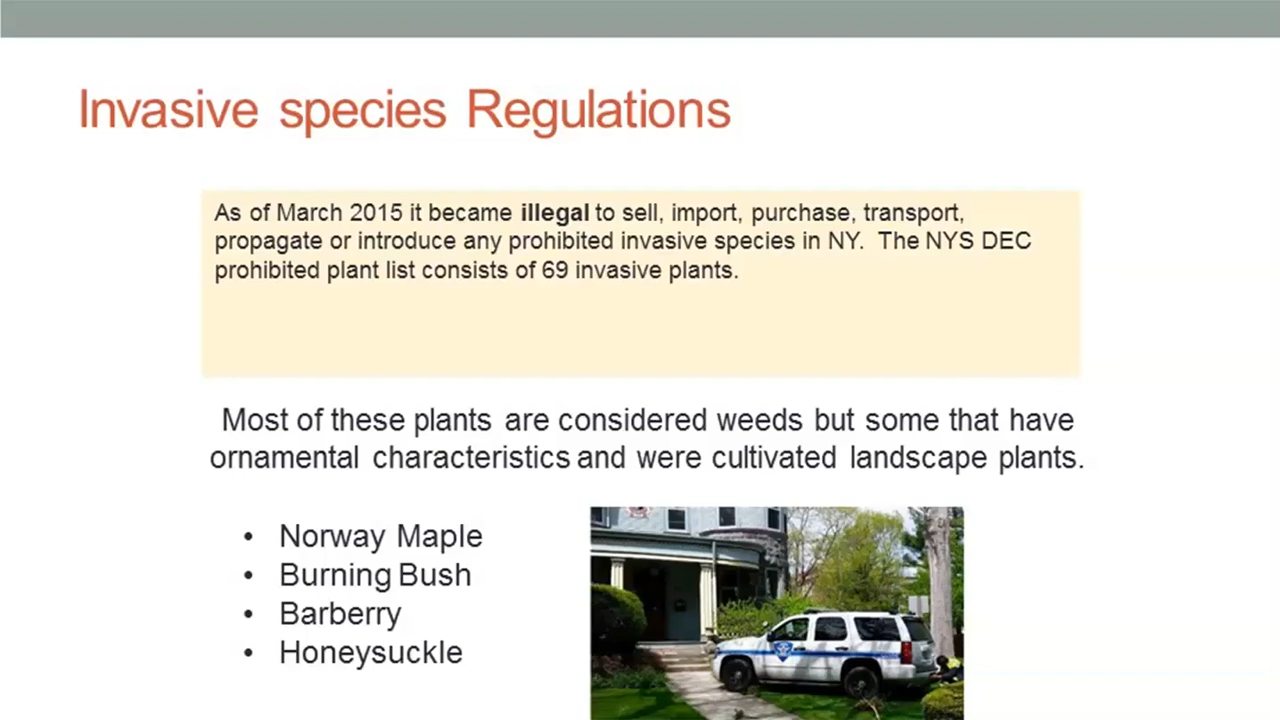 Invasive species Regulations
As of March 2015 it became illegal to sell, import, purchase, transport,
propagate or introduce any prohibited invasive species in NY. The NYS DEC
prohibited plant list consists of 69 invasive plants.
Most of these plants are considered weeds but some that have
ornamental characteristics and were cultivated landscape plants.
• Norway Maple
• Burning Bush
• Barberry
• Honeysuckle